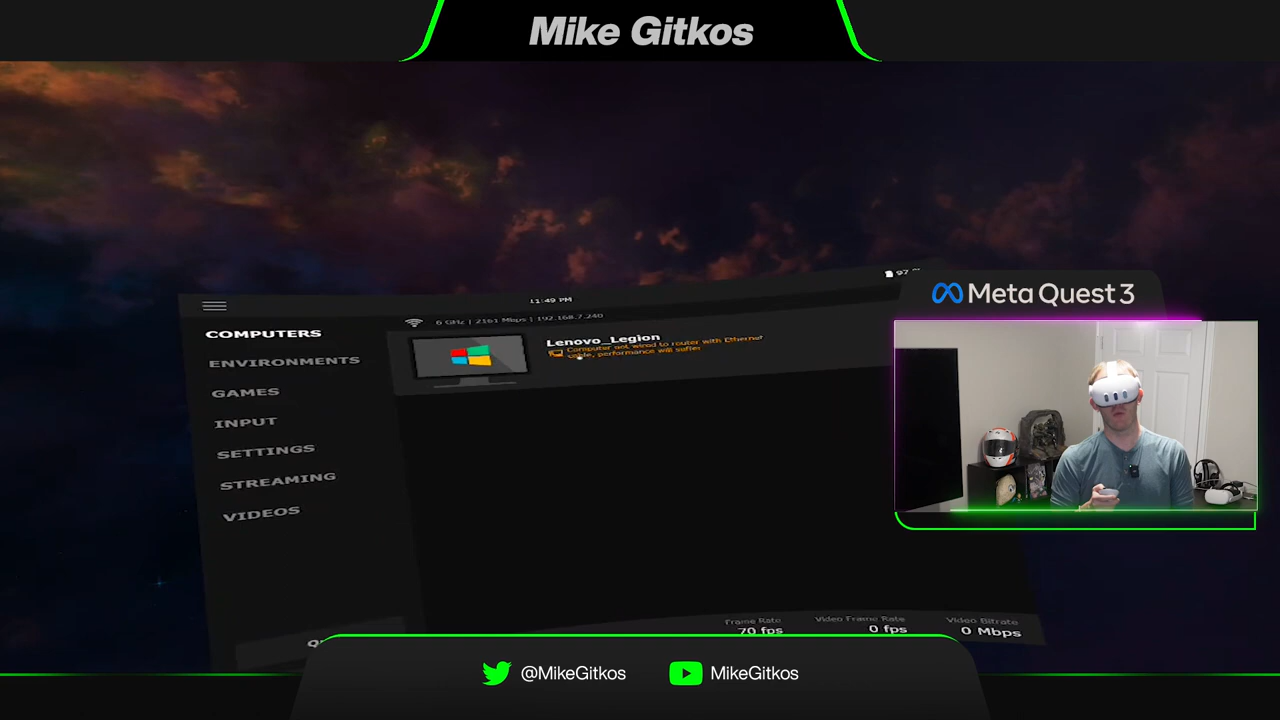 Mike Gitkos
11:49 PM
97
6 GHz | 2161 Mbps | 192.168.7.240
COMPUTERS
ENVIRONMENTS
GAMES
INPUT
SETTINGS
STREAMING
VIDEOS
Lenovo_Legion
Computer not wired to router with Ethernet
cable, performance will suffer
Meta Quest 3
Frame Rate
70 fps
Video Frame Rate
0 fps
Video Bitrate
0 Mbps
@MikeGitkos
MikeGitkos